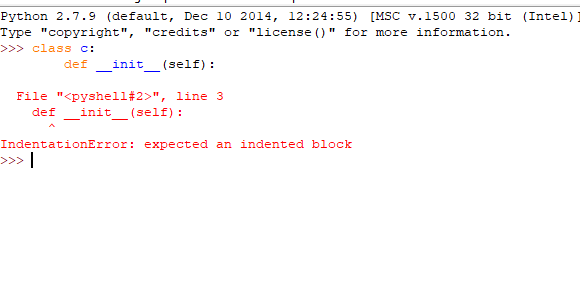 Python 2.7.9 (default, Dec 10 2014, 12:24:55) [MSC v.1500 32 bit (Intel)]
Type "copyright", "credits" or "license()" for more information.
>>> class c:
        def __init__(self):

  File "<pyshell#2>", line 3
    def __init__(self):
      ^
IndentationError: expected an indented block
>>>